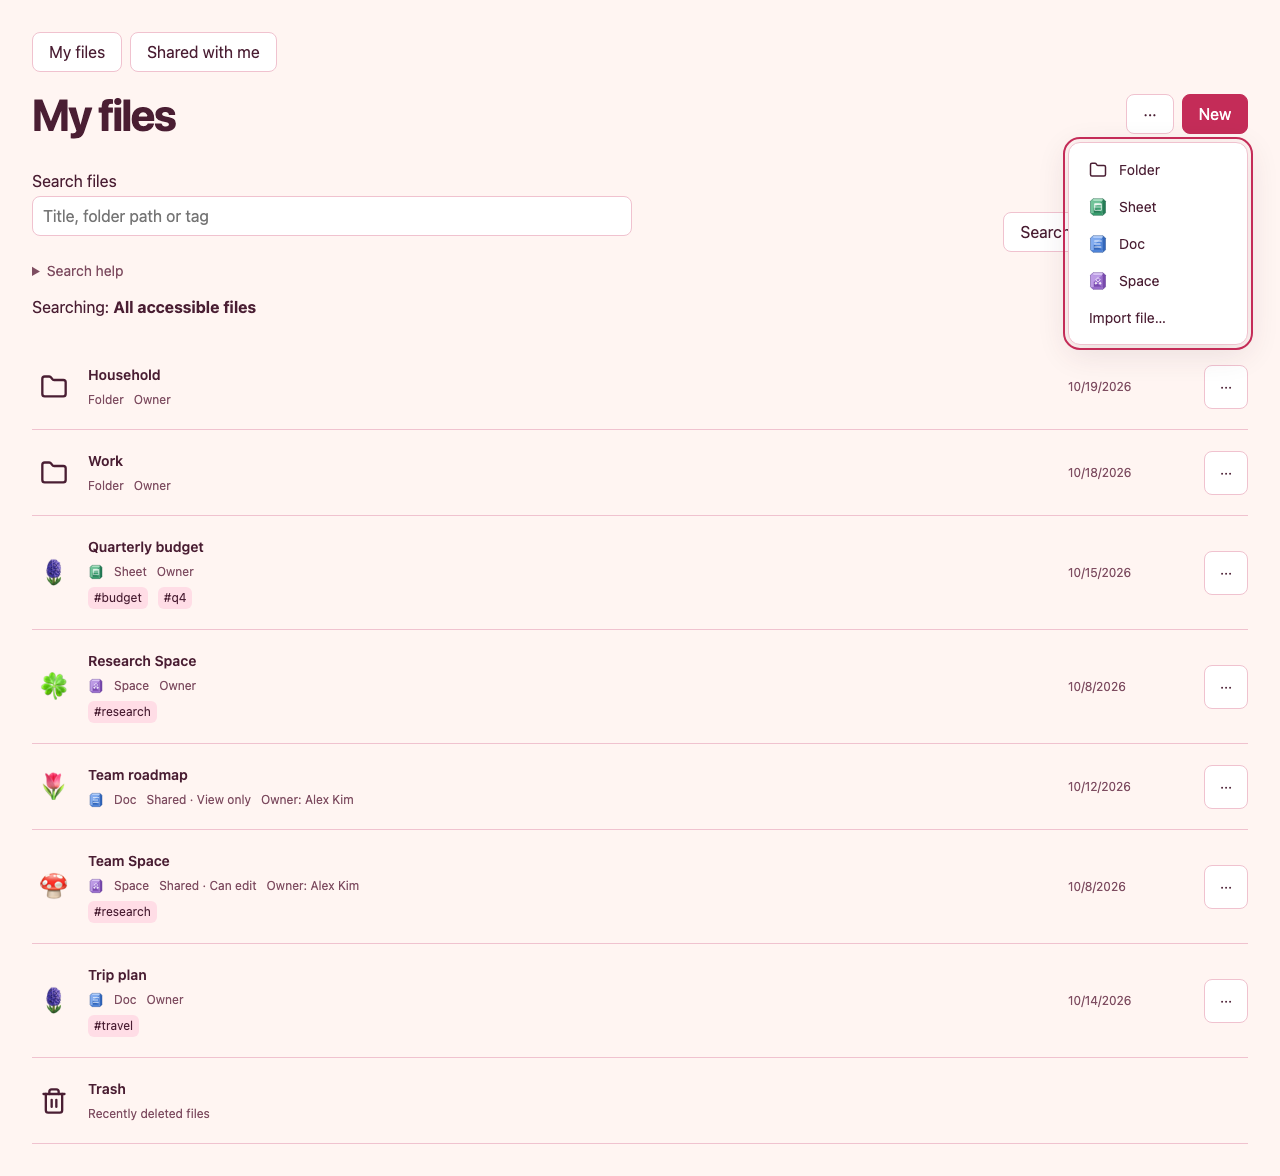 My files
Shared with me
My files
...
New
Search files
Title, folder path or tag
Search
Folder
Sheet
Doc
Space
Import file...
Search help
Searching: All accessible files
Household
Folder Owner
10/19/2026
...
Work
Folder Owner
10/18/2026
...
Quarterly budget
Sheet Owner
#budget #q4
10/15/2026
...
Research Space
Space Owner
#research
10/8/2026
...
Team roadmap
Doc Shared · View only Owner: Alex Kim
10/12/2026
...
Team Space
Space Shared · Can edit Owner: Alex Kim
#research
10/8/2026
...
Trip plan
Doc Owner
#travel
10/14/2026
...
Trash
Recently deleted files